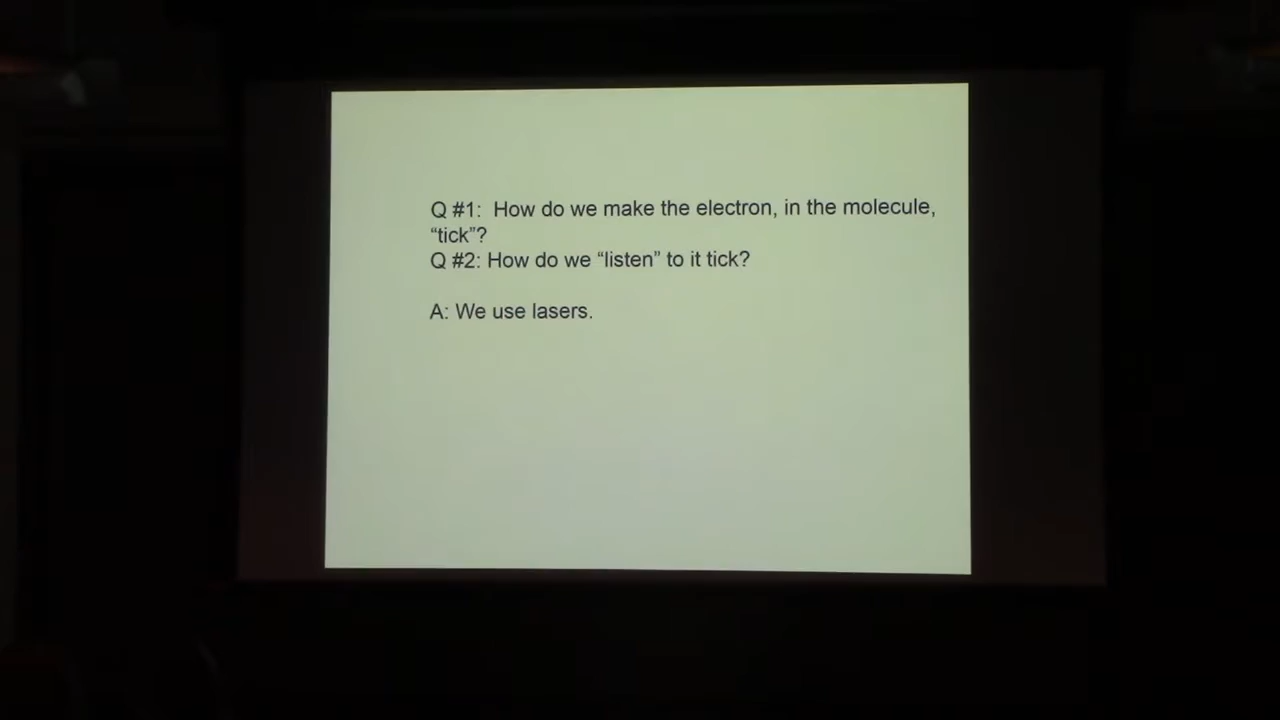 Q #1:  How do we make the electron, in the molecule,
“tick”?
Q #2: How do we “listen” to it tick?
A: We use lasers.